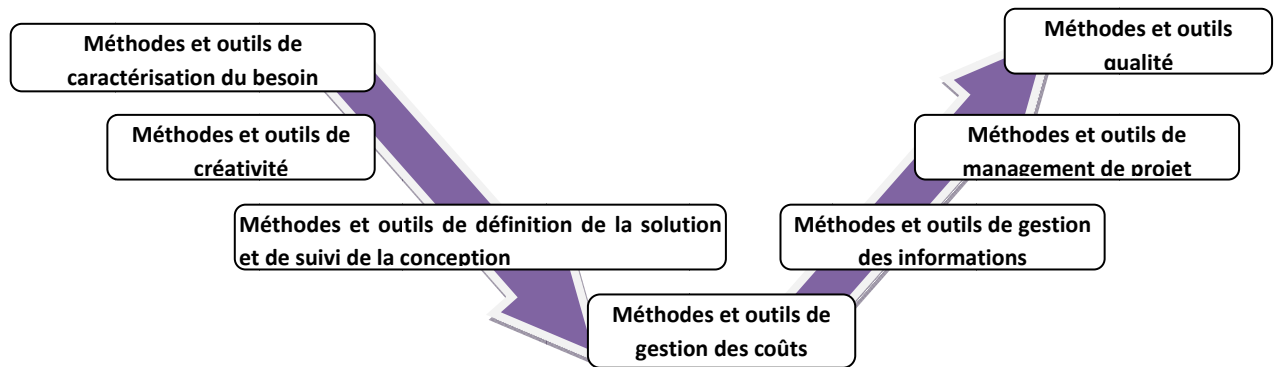 Méthodes et outils de
caractérisation du besoin
Méthodes et outils de
créativité
Méthodes et outils de définition de la solution
et de suivi de la conception
Méthodes et outils de
gestion des coûts
Méthodes et outils de gestion
des informations
Méthodes et outils de
management de projet
Méthodes et outils
qualité